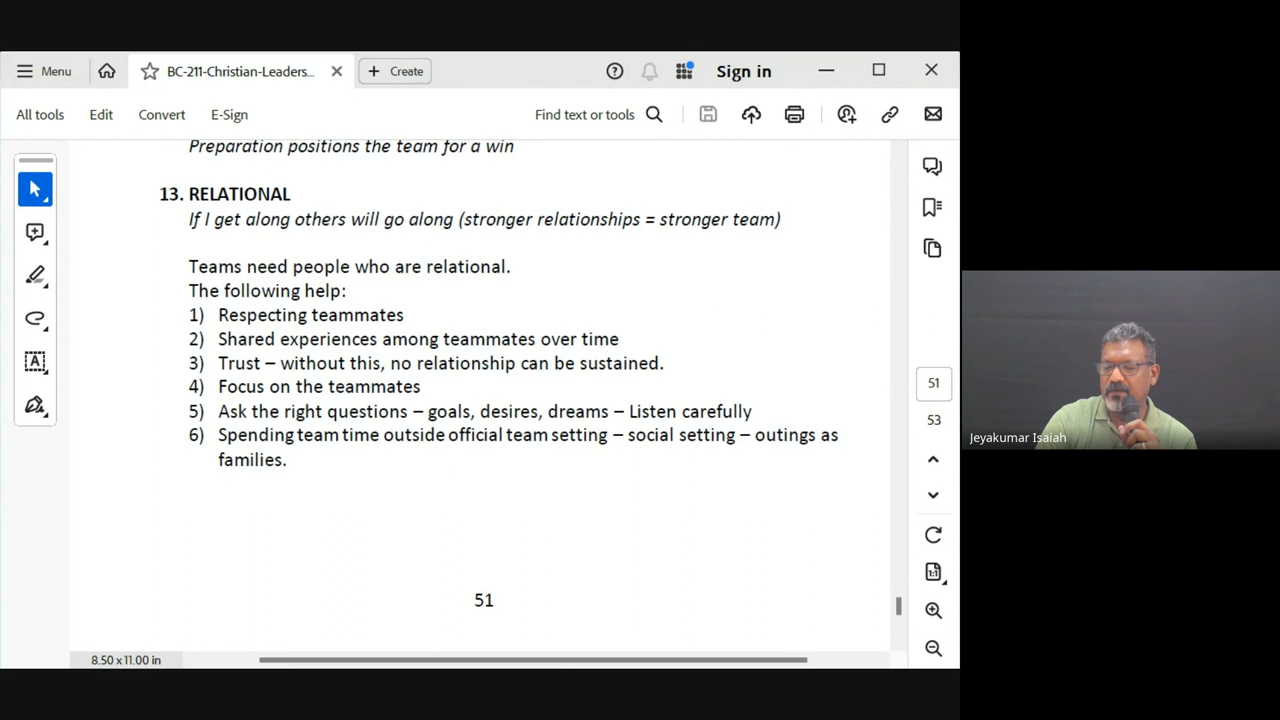 Menu
BC-211-Christian-Leaders...
Create
Sign in
All tools
Edit
Convert
E-Sign
Find text or tools
Preparation positions the team for a win
13. RELATIONAL
If I get along others will go along (stronger relationships = stronger team)
Teams need people who are relational.
The following help:
1) Respecting teammates
2) Shared experiences among teammates over time
3) Trust – without this, no relationship can be sustained.
4) Focus on the teammates
5) Ask the right questions – goals, desires, dreams – Listen carefully
6) Spending team time outside official team setting – social setting – outings as
families.
51
8.50 x 11.00 in
51
53
Jeyakumar Isaiah